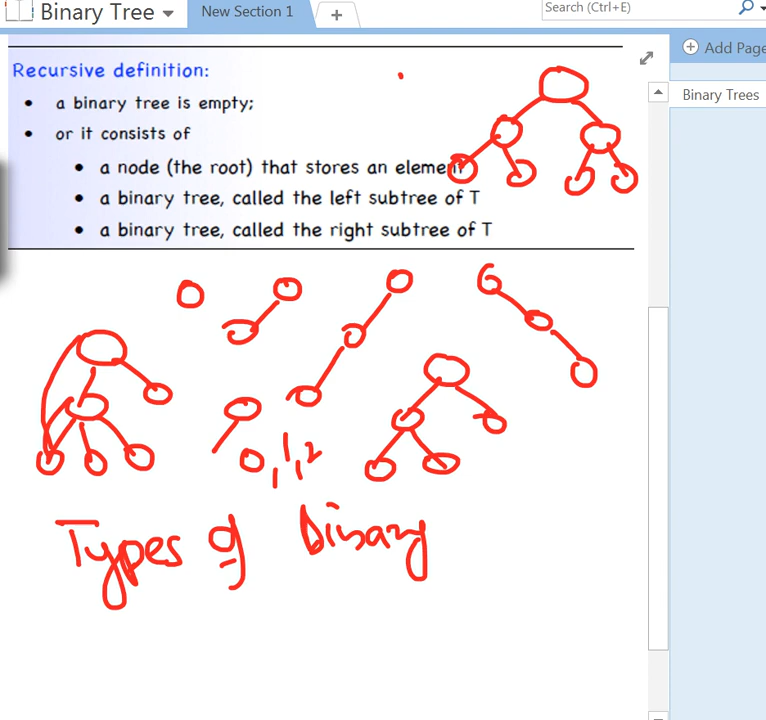 Binary Tree
New Section 1
Search (Ctrl+E)
Add Page
Binary Trees
Recursive definition:
• a binary tree is empty;
• or it consists of
• a node (the root) that stores an element
• a binary tree, called the left subtree of T
• a binary tree, called the right subtree of T
0, 1, 2
Types of binary